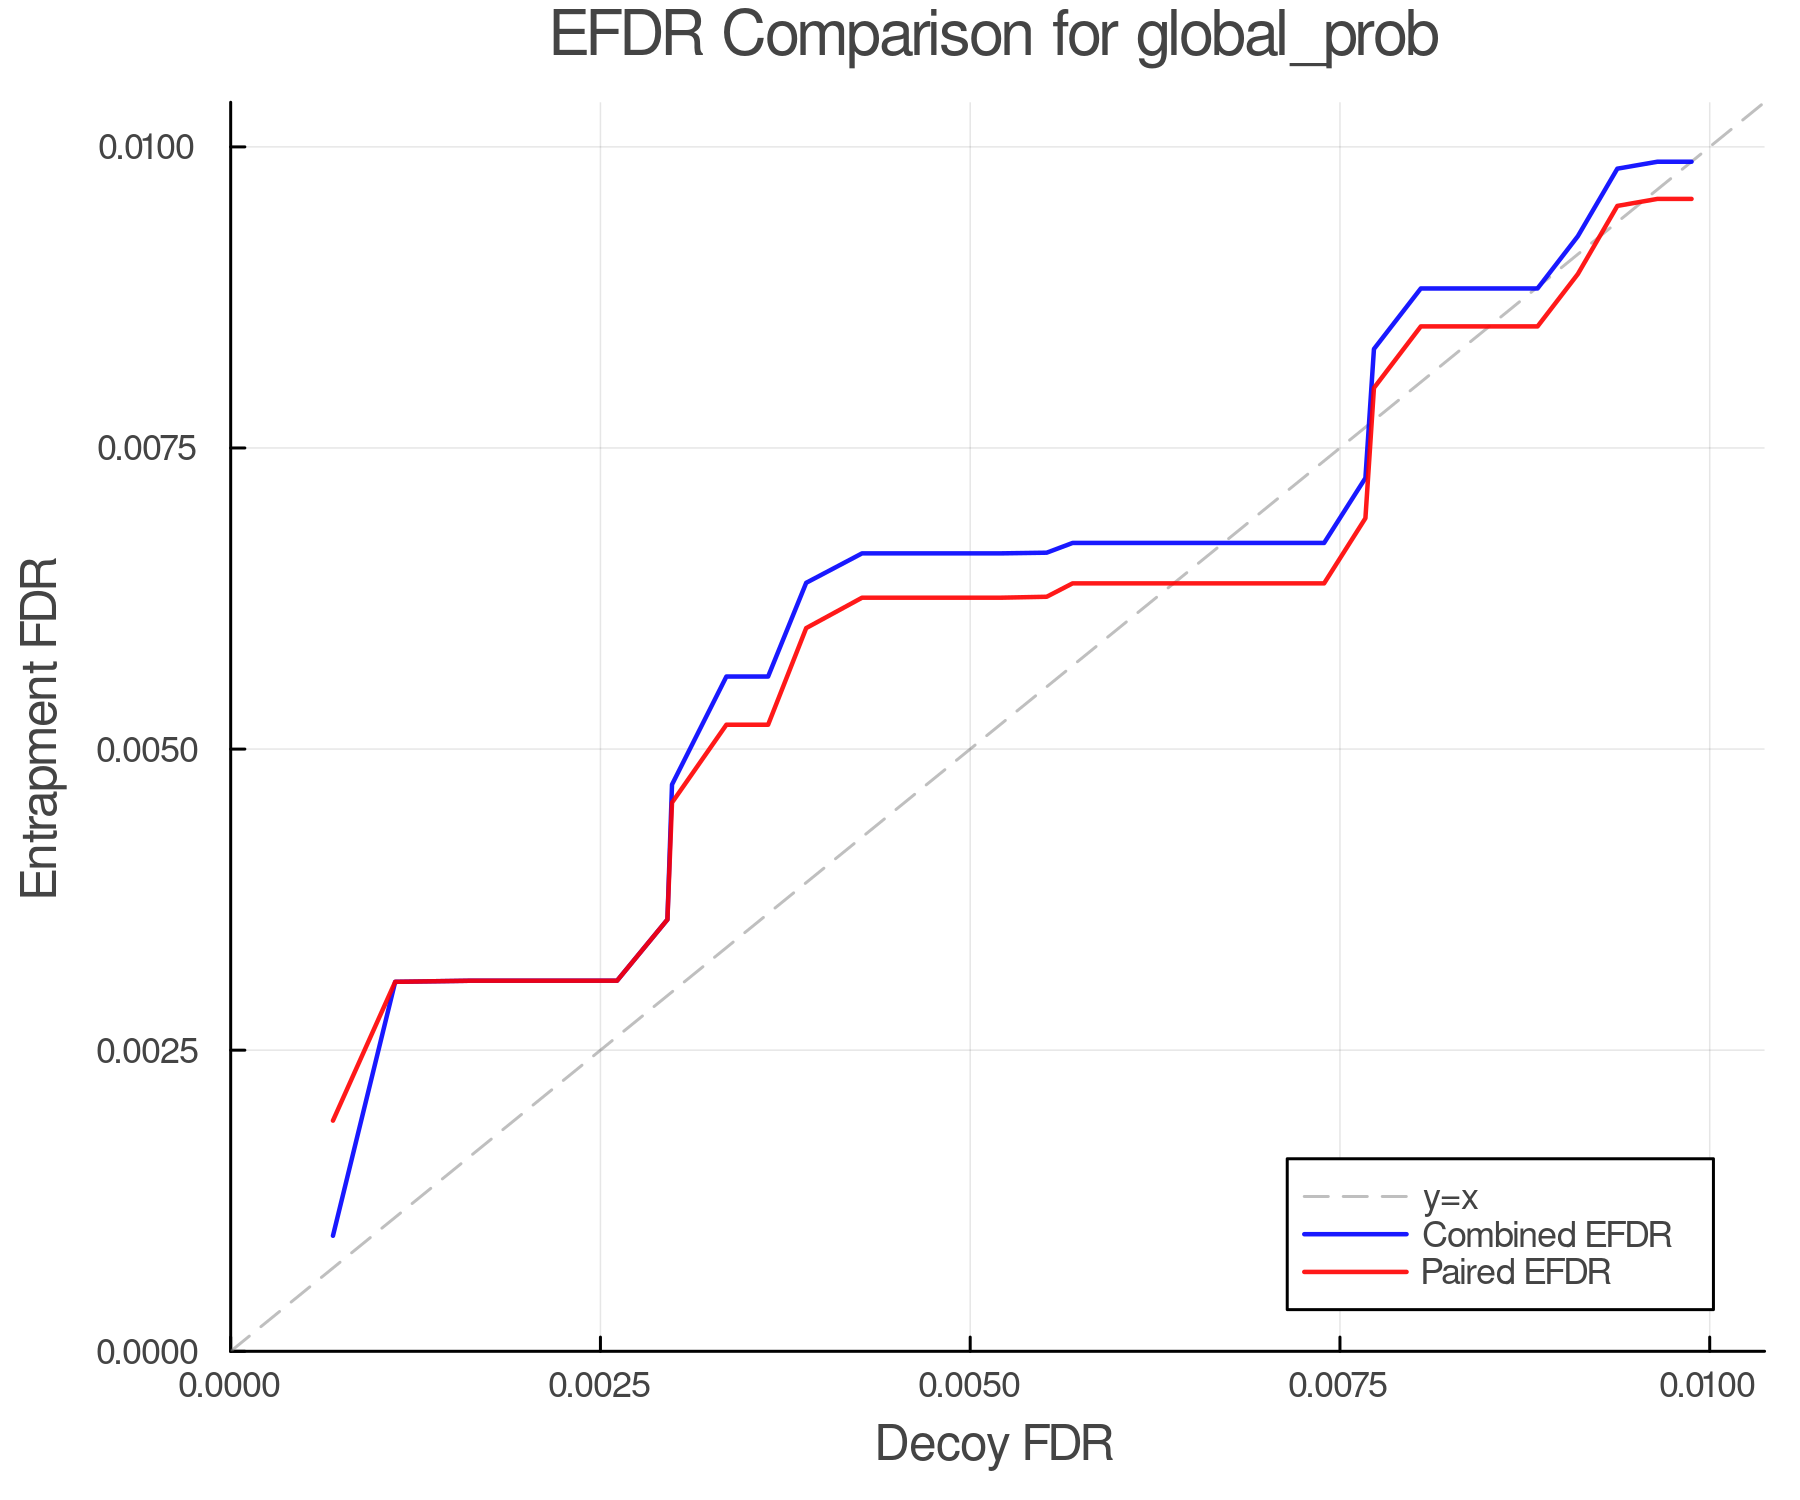 EFDR Comparison for global_prob
0.0100
0.0075
0.0050
0.0025
0.0000
Entrapment FDR
0.0000 0.0025 0.0050 0.0075 0.0100
Decoy FDR
y=x
Combined EFDR
Paired EFDR